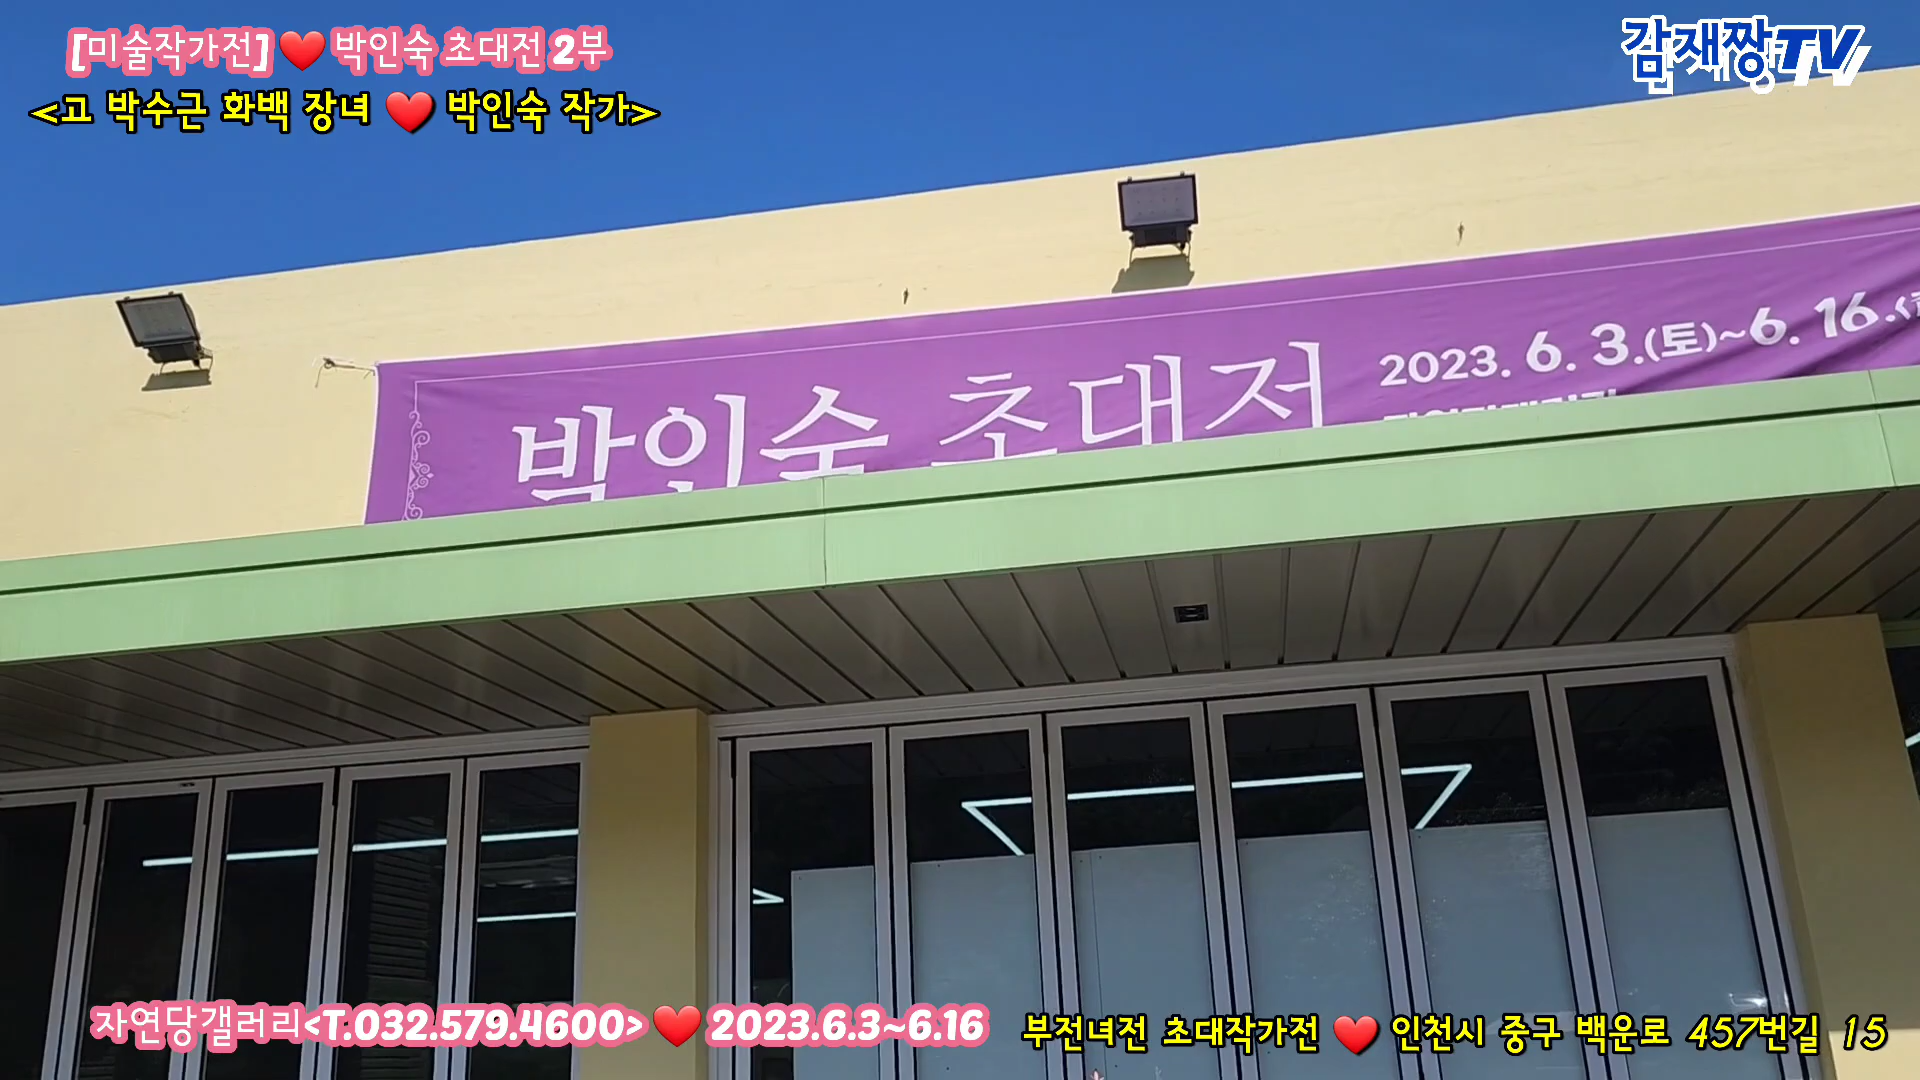 [미술작가전]❤박인숙 초대전 2부
<고 박수근 화백 장녀 ❤ 박인숙 작가>
감재짱TV
박인숙 초대전
2023. 6. 3.(토)~6. 16.
자연당갤러리<T.032.579.4600>❤2023.6.3~6.16
부전녀전 초대작가전 ❤ 인천시 중구 백운로 457번길 15